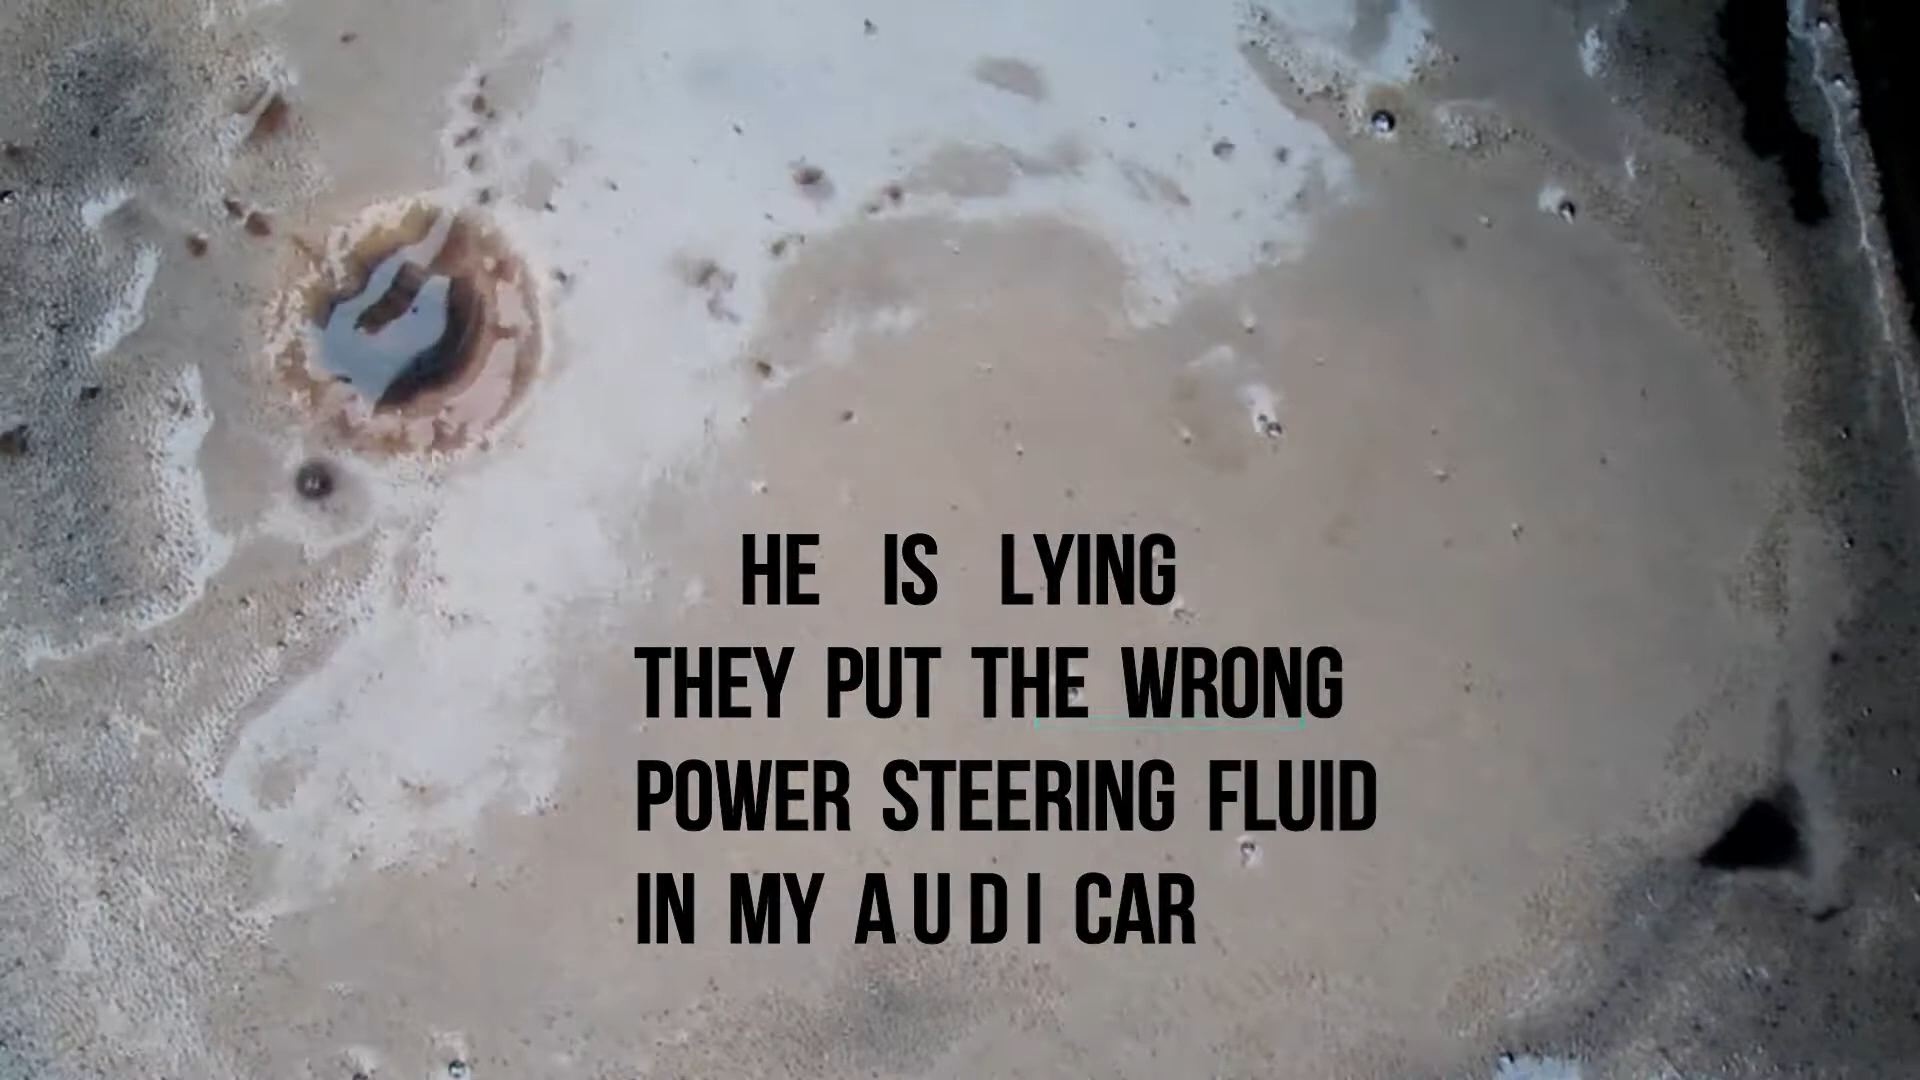 HE IS LYING
THEY PUT THE WRONG
POWER STEERING FLUID
IN MY A U D I CAR